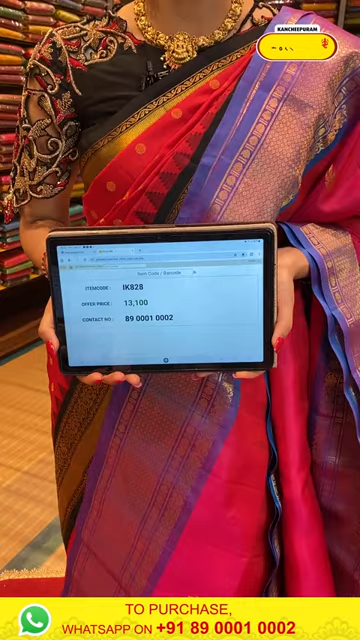 KANCHEEPURAM
Item Code / Barcode
ITEMCODE : IK828
OFFER PRICE : 13,100
CONTACT NO : 89 0001 0002
TO PURCHASE,
WHATSAPP ON +91 89 0001 0002